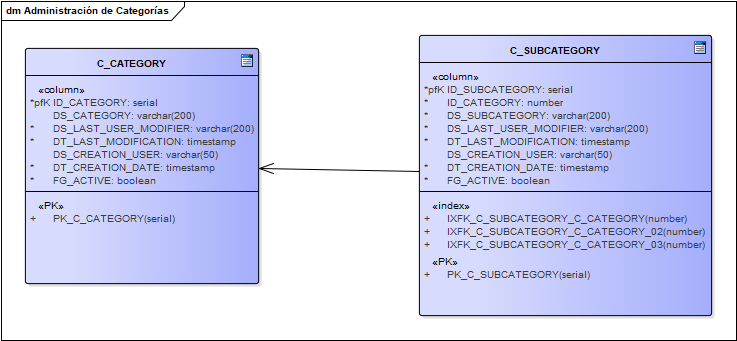 dm Administración de Categorías
C_CATEGORY
«column»
*pfK ID_CATEGORY: serial
DS_CATEGORY: varchar(200)
* DS_LAST_USER_MODIFIER: varchar(200)
* DT_LAST_MODIFICATION: timestamp
DS_CREATION_USER: varchar(50)
* DT_CREATION_DATE: timestamp
* FG_ACTIVE: boolean
«PK»
+ PK_C_CATEGORY(serial)
C_SUBCATEGORY
«column»
*pfK ID_SUBCATEGORY: serial
* ID_CATEGORY: number
* DS_SUBCATEGORY: varchar(200)
* DS_LAST_USER_MODIFIER: varchar(200)
* DT_LAST_MODIFICATION: timestamp
DS_CREATION_USER: varchar(50)
* DT_CREATION_DATE: timestamp
* FG_ACTIVE: boolean
«index»
+ IXFK_C_SUBCATEGORY_C_CATEGORY(number)
+ IXFK_C_SUBCATEGORY_C_CATEGORY_02(number)
+ IXFK_C_SUBCATEGORY_C_CATEGORY_03(number)
«PK»
+ PK_C_SUBCATEGORY(serial)